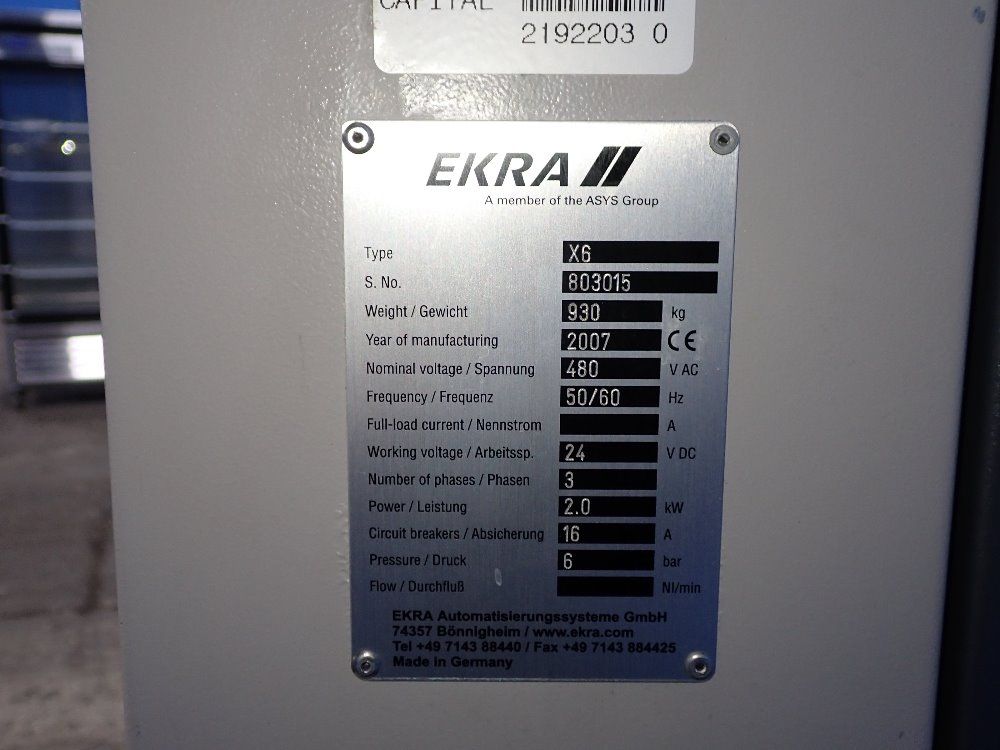 CAPITAL
2192203 0
EKRA
A member of the ASYS Group
Type X6
S. No. 803015
Weight / Gewicht 930 kg
Year of manufacturing 2007 CE
Nominal voltage / Spannung 480 V AC
Frequency / Frequenz 50/60 Hz
Full-load current / Nennstrom A
Working voltage / Arbeitssp. 24 V DC
Number of phases / Phasen 3
Power / Leistung 2.0 kW
Circuit breakers / Absicherung 16 A
Pressure / Druck 6 bar
Flow / Durchfluß Nl/min
EKRA Automatisierungssysteme GmbH
74357 Bönnigheim / www.ekra.com
Tel +49 7143 88440 / Fax +49 7143 884425
Made in Germany